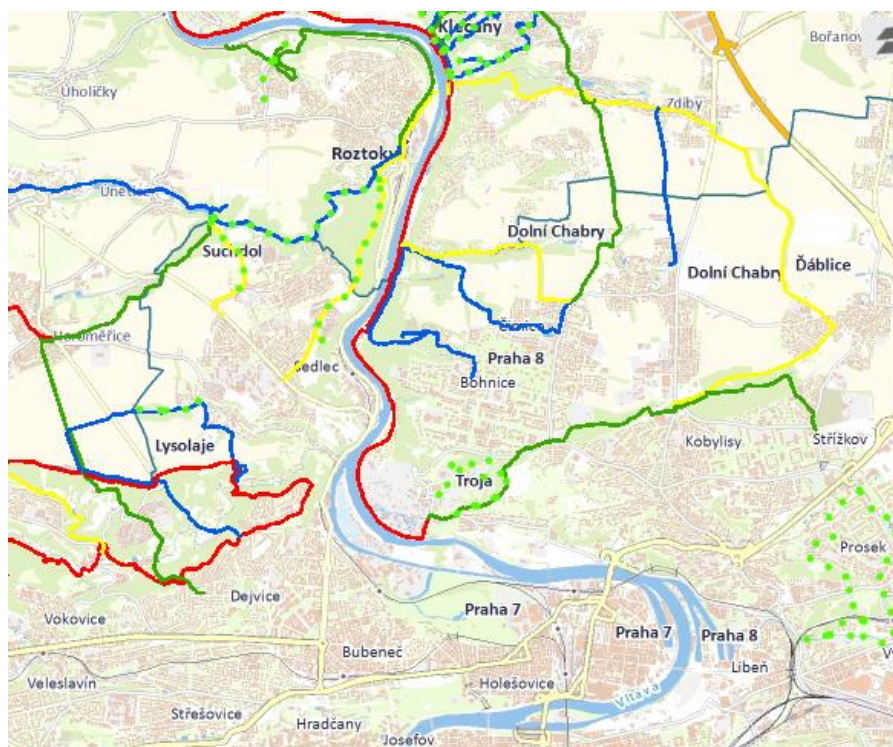 Klecany
Bořanov
Úholičky
Zdiby
Roztoky
Únětice
Dolní Chabry
Suchdol
Dolní Chabry
Ďáblice
Horoměřice
Čimice
Praha 8
Sedlec
Bohnice
Lysolaje
Kobylisy
Střížkov
Troja
Prosek
Dejvice
Praha 7
Vokovice
Praha 7
Praha 8
Bubeneč
Libeň
Veleslavín
Holešovice
Vltava
Střešovice
Hradčany
Josefov